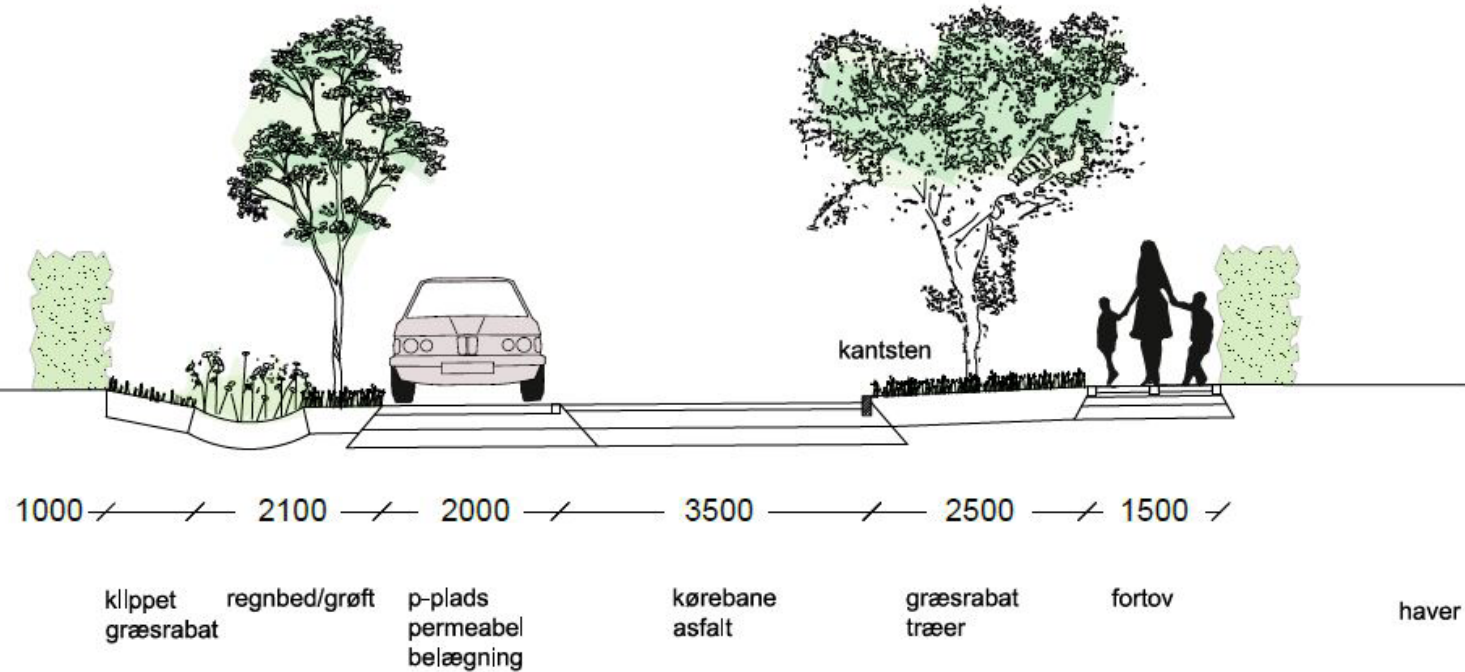 kantsten
1000 2100 2000 3500 2500 1500
klippet
græsrabat
regnbed/grøft
p-plads
permeabel
belægning
kørebane
asfalt
græsrabat
træer
fortov
haver